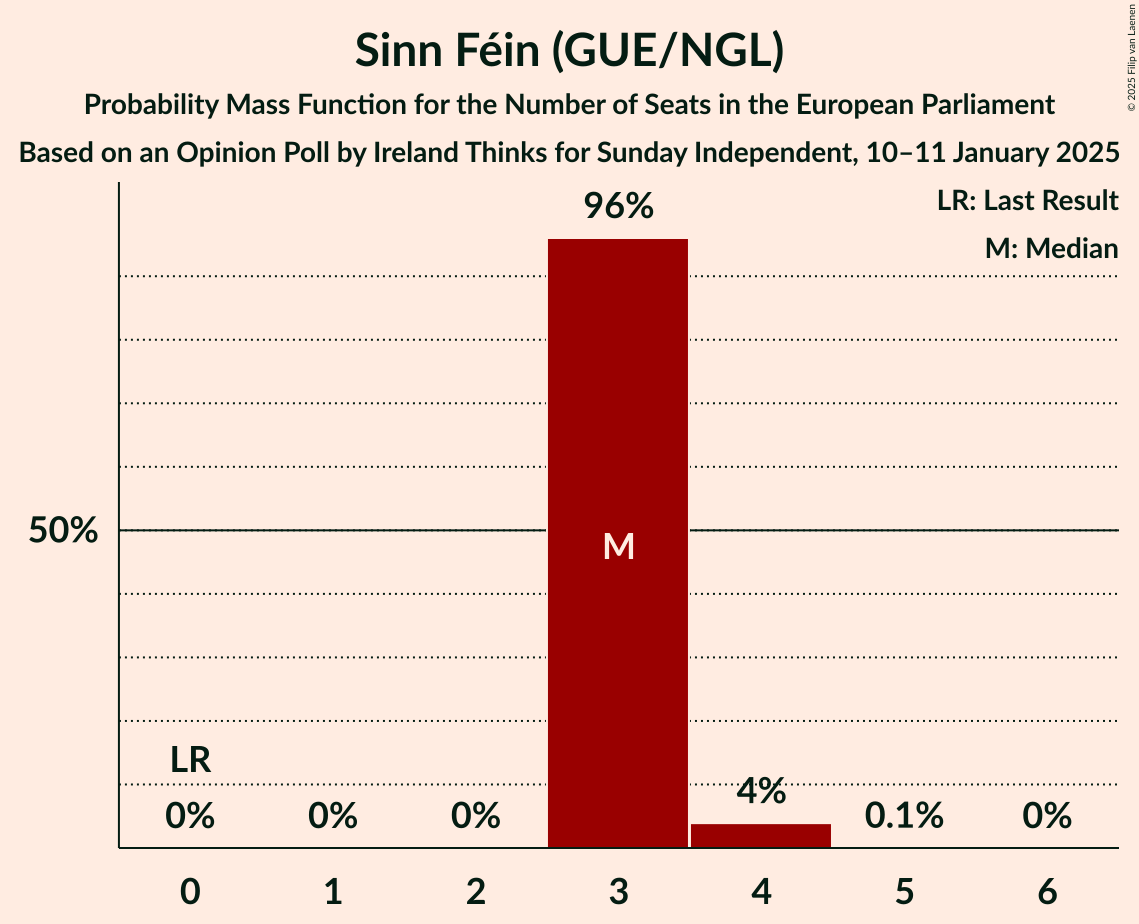 Sinn Féin (GUE/NGL)
Probability Mass Function for the Number of Seats in the European Parliament
Based on an Opinion Poll by Ireland Thinks for Sunday Independent, 10–11 January 2025
© 2025 Filip van Laenen
LR: Last Result
M: Median
96%
50%
M
LR
0% 0% 0% 4% 0.1% 0%
0 1 2 3 4 5 6